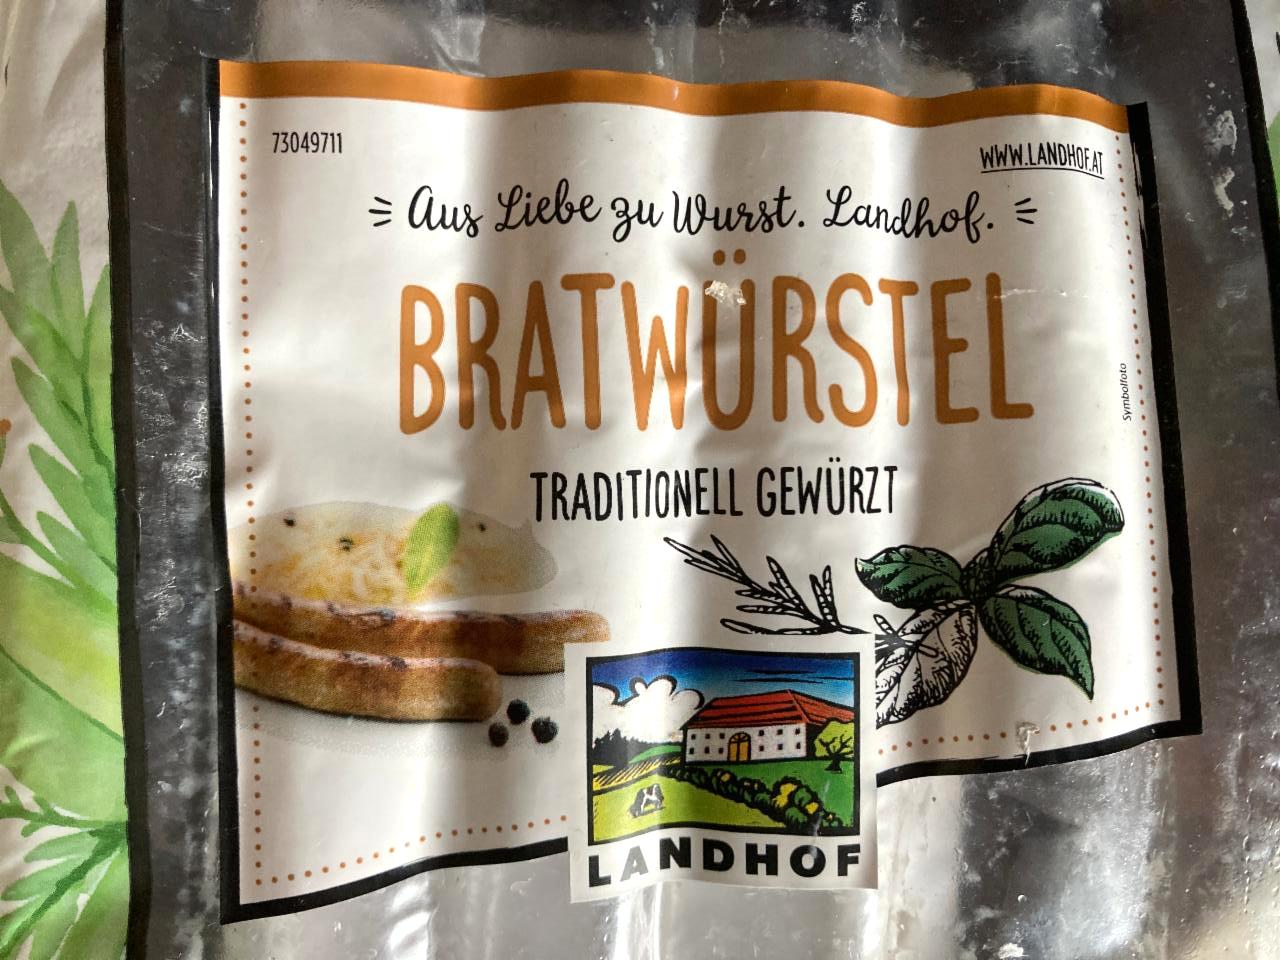 73049711
WWW.LANDHOF.AT
Aus Liebe zu Wurst. Landhof.
BRATWÜRSTEL
Symbolfoto
TRADITIONELL GEWÜRZT
LANDHOF